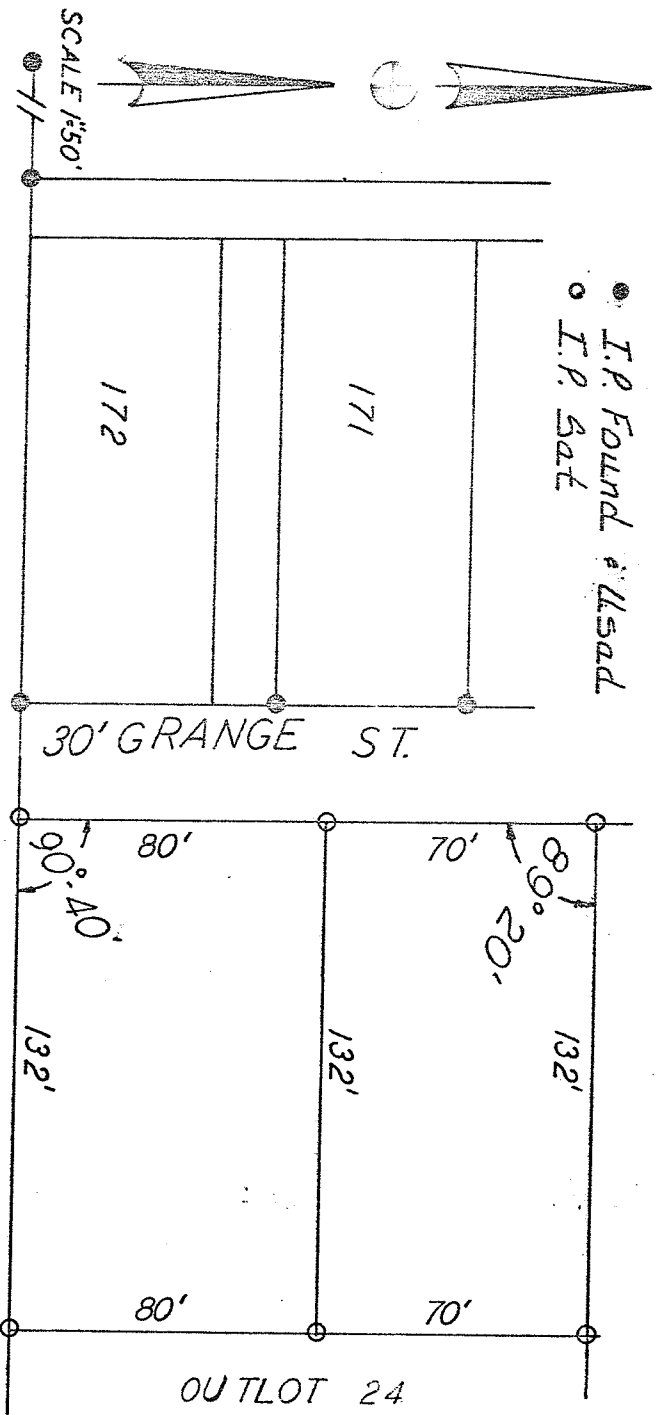 SCALE 1"=50'
● I.P. Found & Used
○ I.P. Set
172
171
30' GRANGE ST.
80'
70'
90°.40'
89° 20'
132'
132'
132'
80'
70'
OUTLOT 24